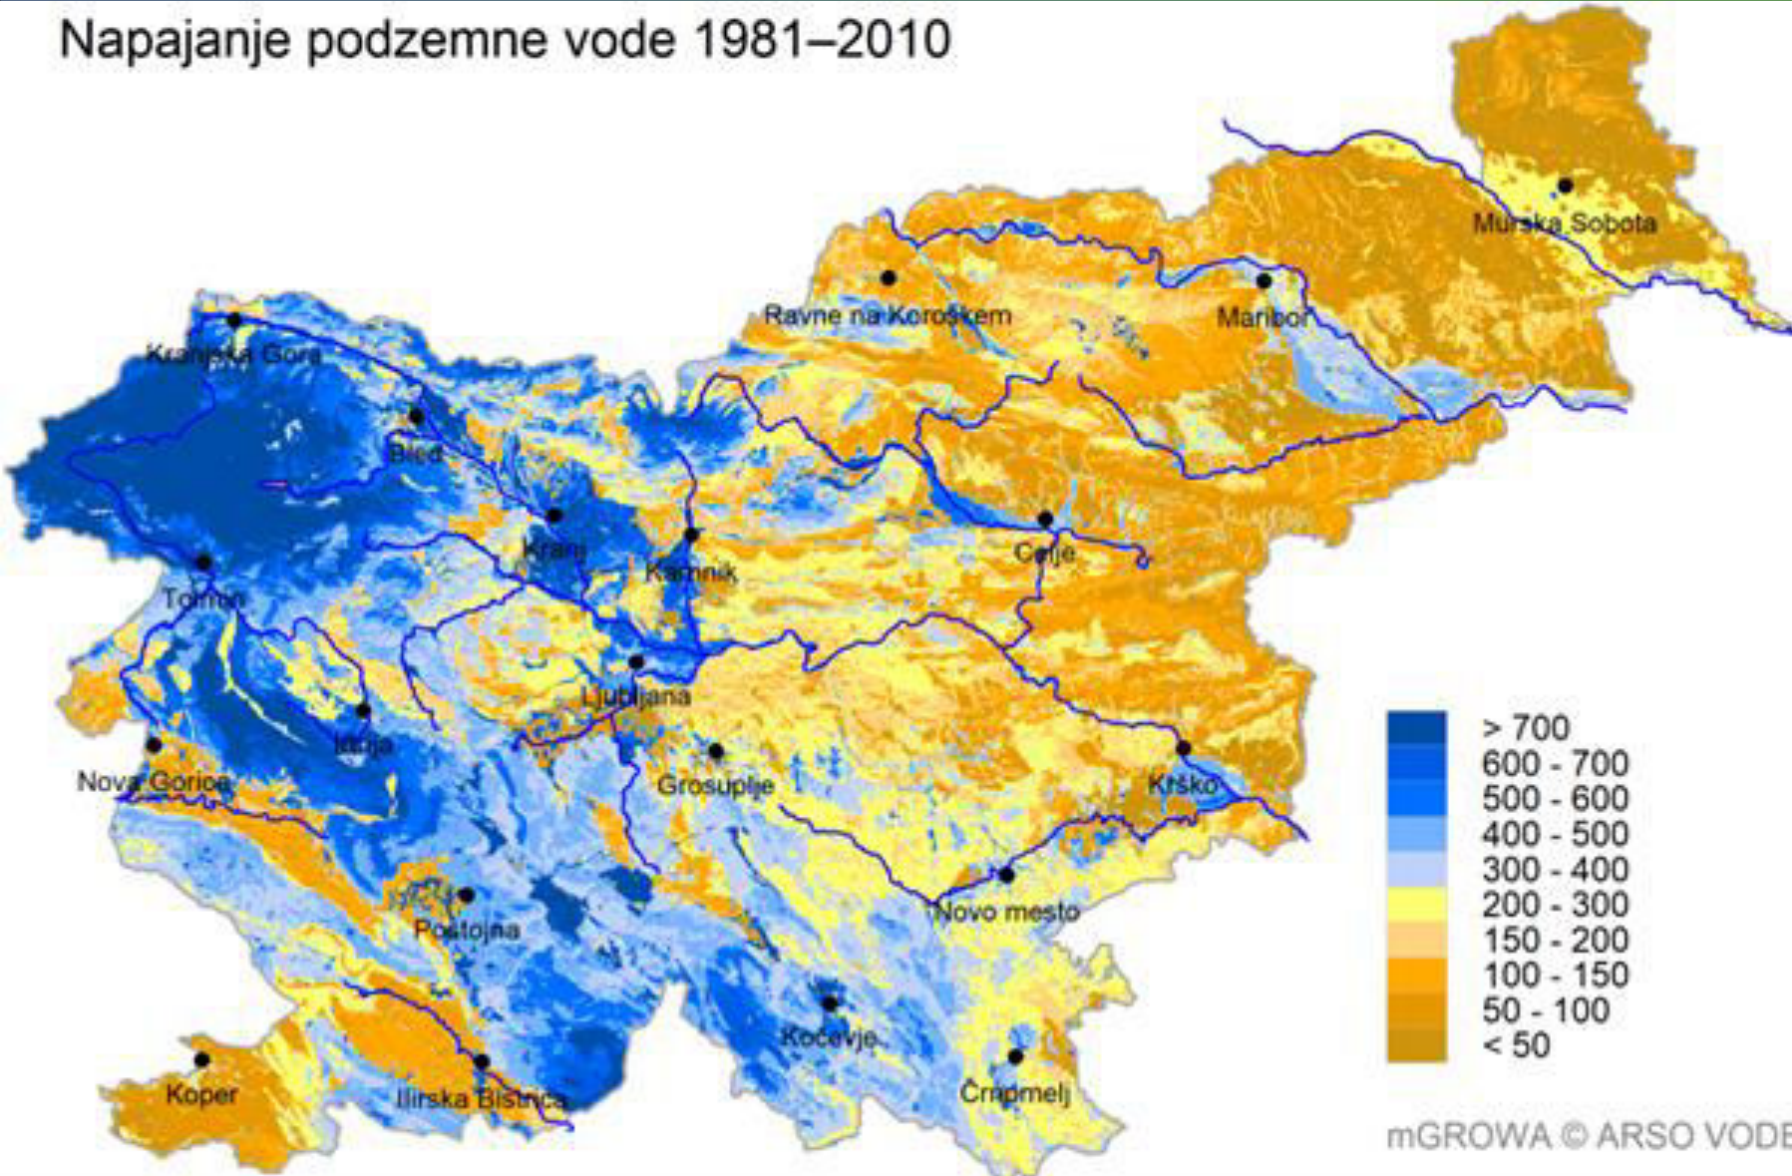 Napajanje podzemne vode 1981–2010
Murska Sobota
Ravne na Koroškem
Maribor
Kranjska Gora
Bled
Kranj
Kamnik
Celje
Tolmin
Ljubljana
Idrija
Nova Gorica
Grosuplje
Krško
Postojna
Novo mesto
Kočevje
Koper
Ilirska Bistrica
Črnomelj
> 700
600 - 700
500 - 600
400 - 500
300 - 400
200 - 300
150 - 200
100 - 150
50 - 100
< 50
mGROWA © ARSO VODE